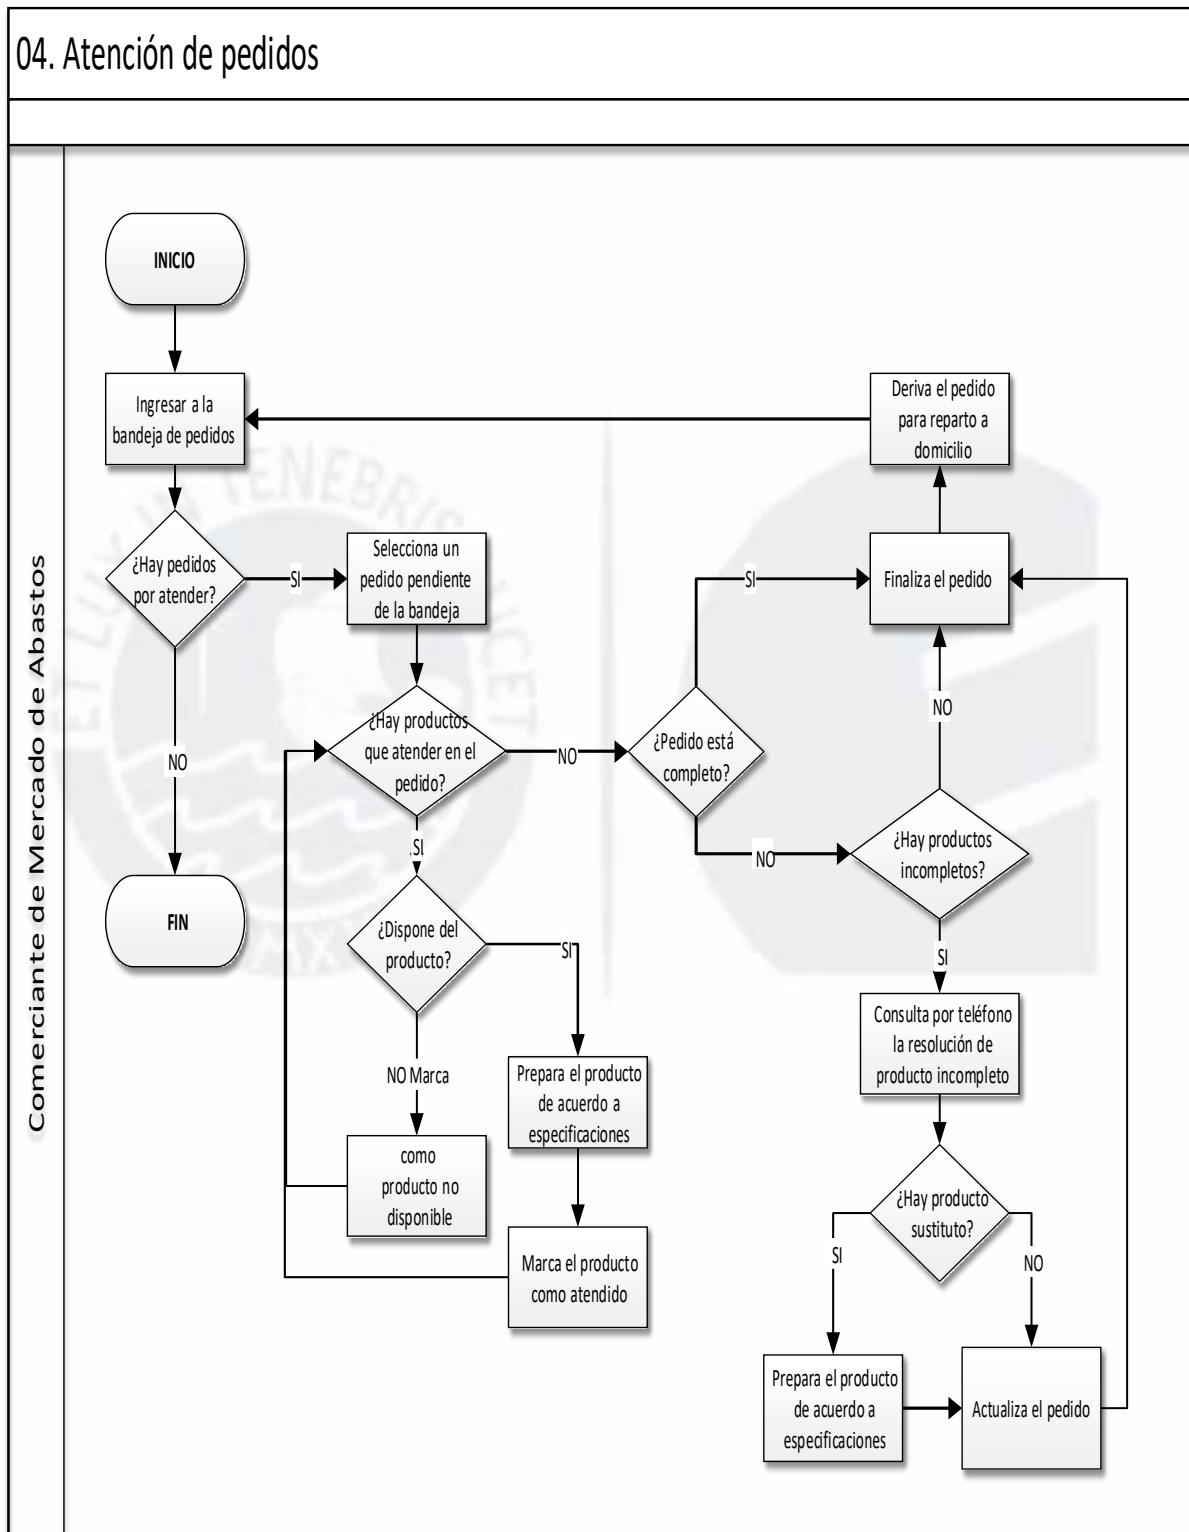 04. Atención de pedidos
Comerciante de Mercado de Abastos
INICIO
Ingresar a la
bandeja de pedidos
Deriva el pedido
para reparto a
domicilio
¿Hay pedidos
por atender?
SI
Selecciona un
pedido pendiente
de la bandeja
SI
Finaliza el pedido
NO
¿Hay productos
que atender en el
pedido?
NO
¿Pedido está
completo?
NO
NO
¿Hay productos
incompletos?
SI
FIN
¿Dispone del
producto?
SI
SI
Consulta por teléfono
la resolución de
producto incompleto
NO Marca
como
producto no
disponible
Prepara el producto
de acuerdo a
especificaciones
Marca el producto
como atendido
¿Hay producto
sustituto?
SI
NO
Prepara el producto
de acuerdo a
especificaciones
Actualiza el pedido
ET LUX IN TENEBRIS LUCET